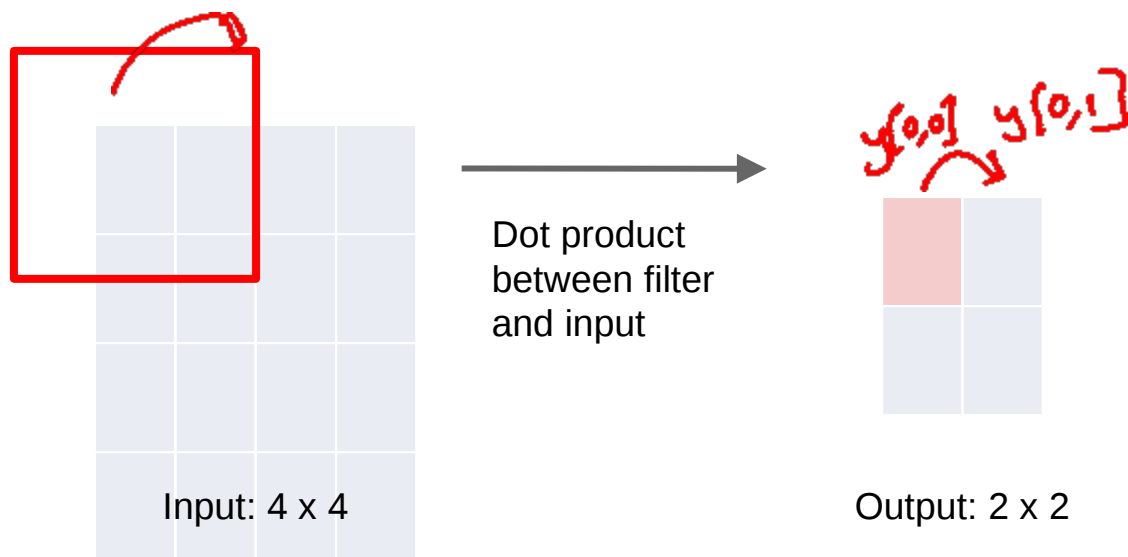 y[0,0] y[0,1]
Dot product
between filter
and input
Input: 4 x 4
Output: 2 x 2